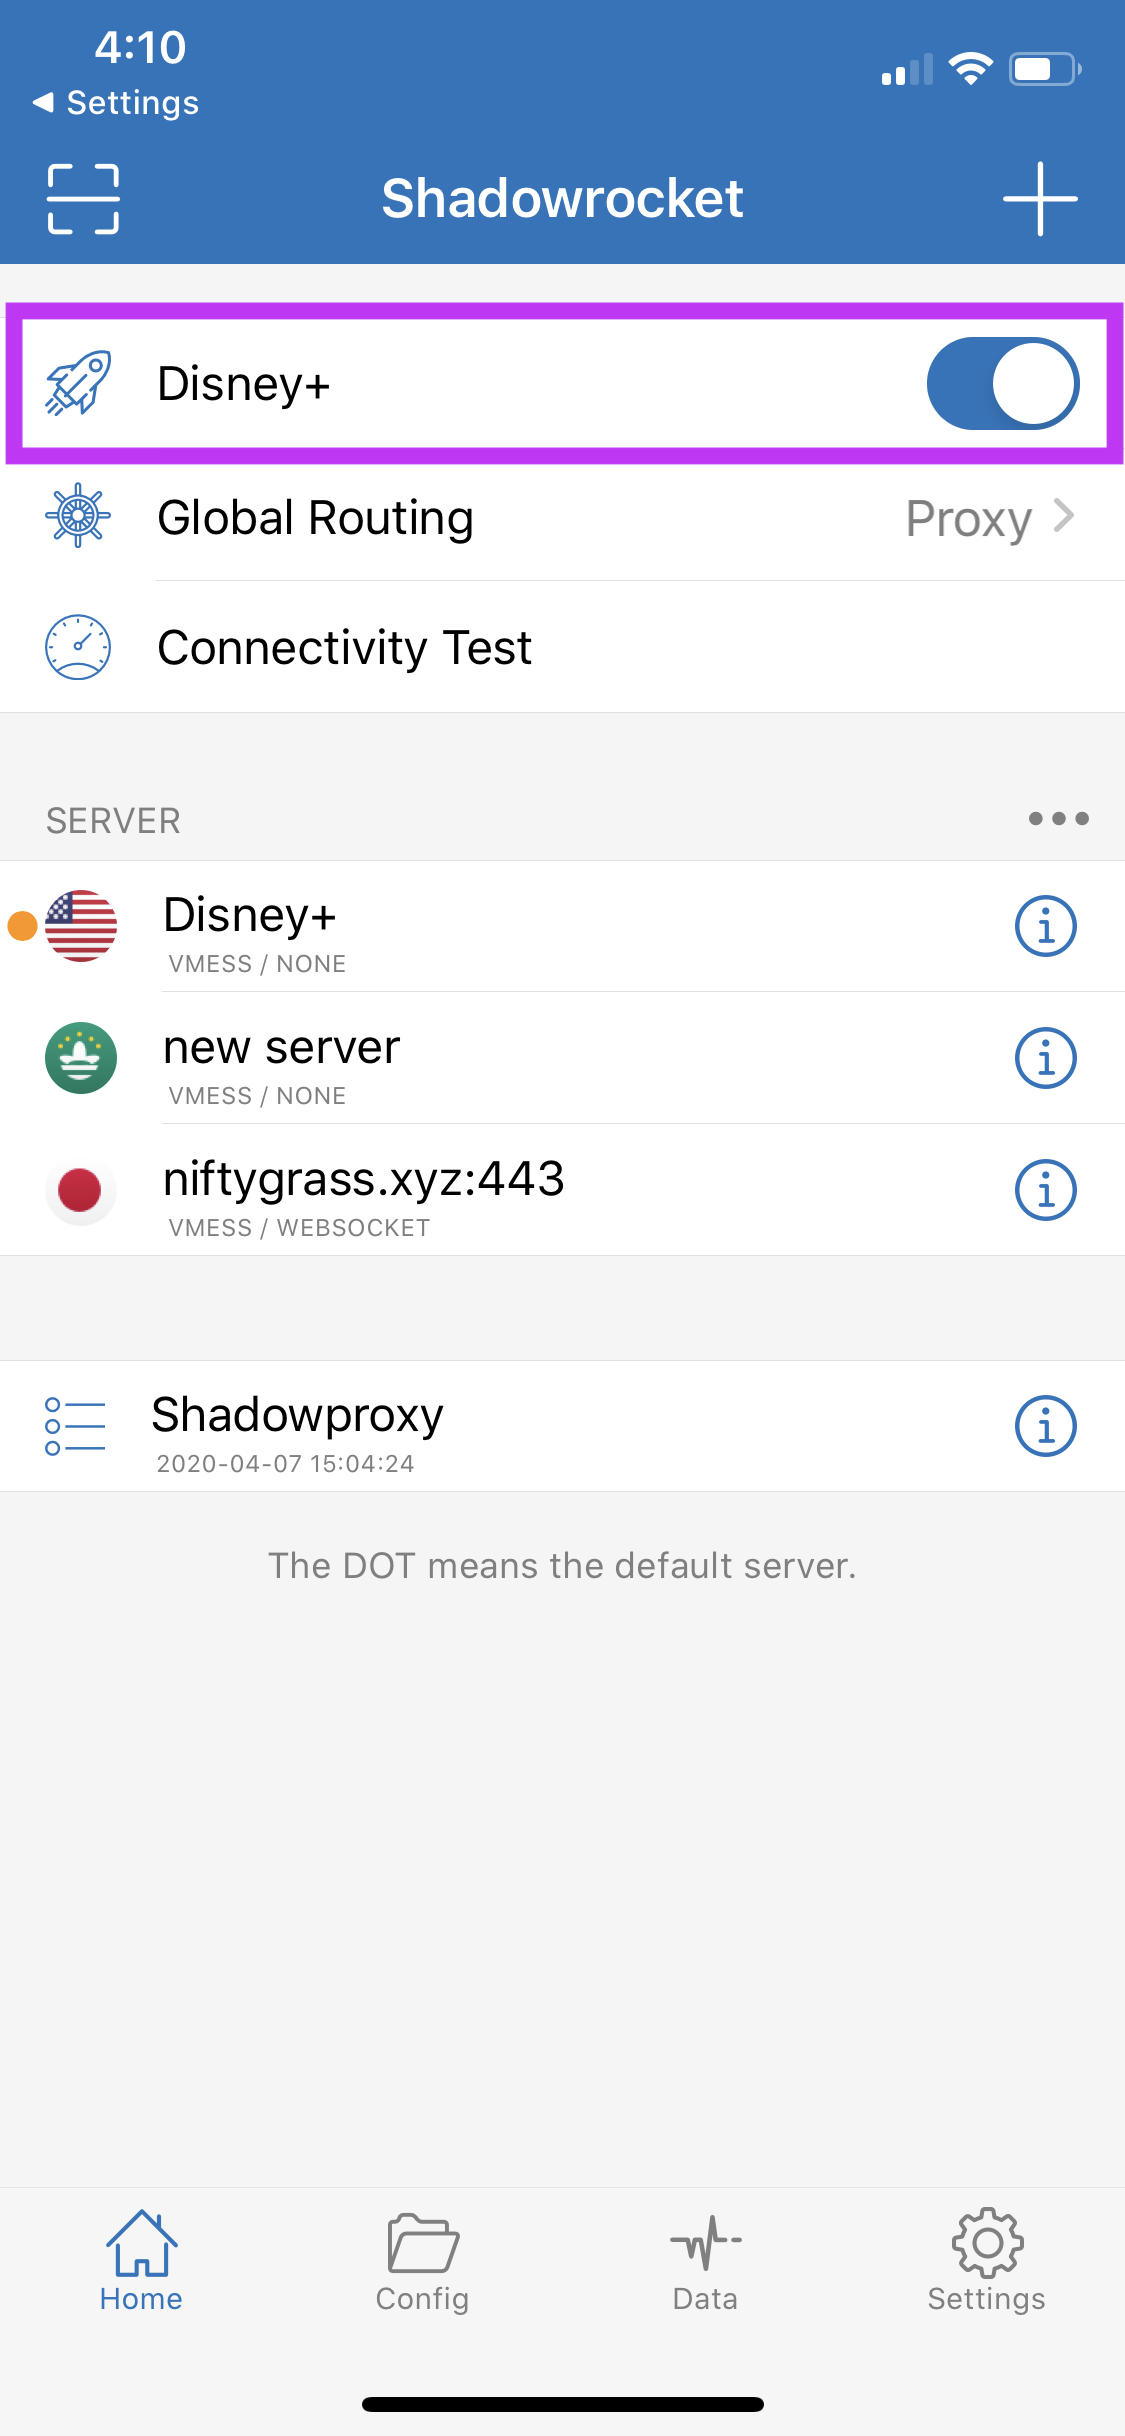 4:10
Settings
Shadowrocket
Disney+
Global Routing Proxy
Connectivity Test
SERVER
Disney+
VMESS / NONE
new server
VMESS / NONE
niftygrass.xyz:443
VMESS / WEBSOCKET
Shadowproxy
2020-04-07 15:04:24
The DOT means the default server.
Home Config Data Settings